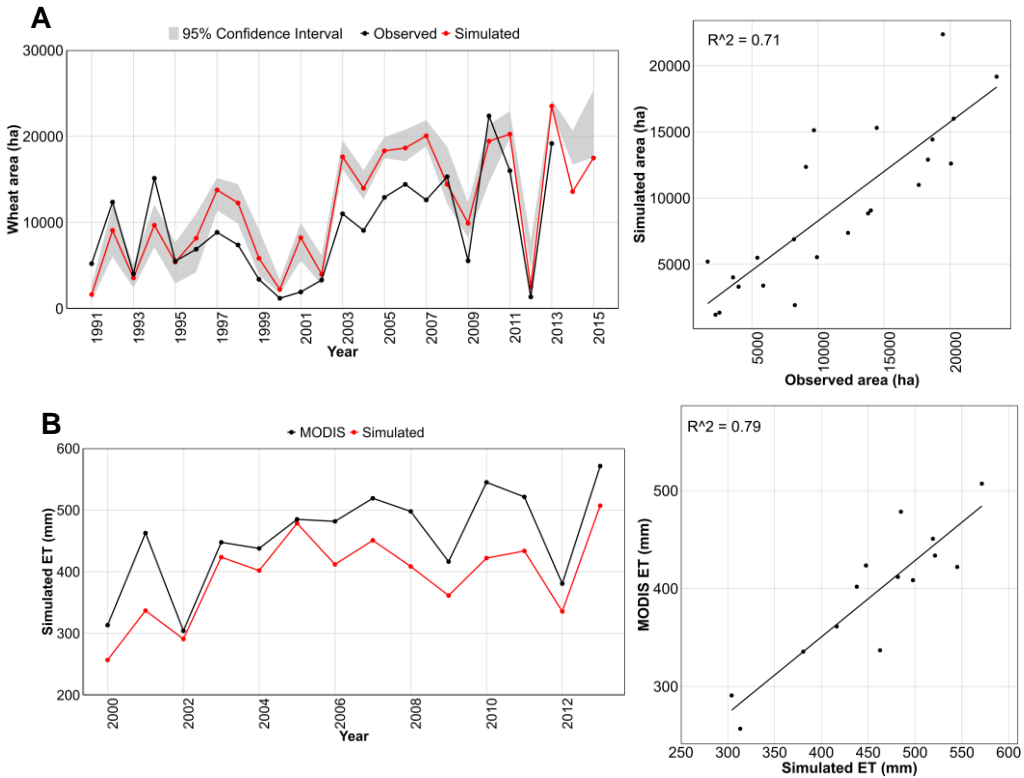 A
95% Confidence Interval Observed Simulated
Wheat area (ha)
30000
20000
10000
0
1991 1993 1995 1997 1999 2001 2003 2005 2007 2009 2011 2013 2015
Year
R^2 = 0.71
Simulated area (ha)
20000
15000
10000
5000
5000 10000 15000 20000
Observed area (ha)
B
MODIS Simulated
Simulated ET (mm)
600
500
400
300
200
2000 2002 2004 2006 2008 2010 2012
Year
R^2 = 0.79
MODIS ET (mm)
500
400
300
250 300 350 400 450 500 550 600
Simulated ET (mm)